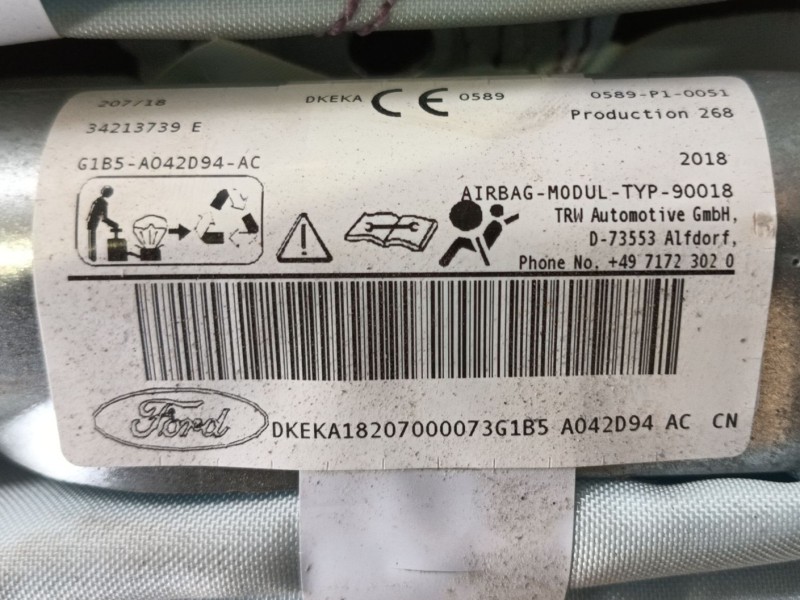 207/18 DKEKA CE 0589 0589-P1-0051
34213739 E Production 268
G1B5-A042D94-AC 2018
AIRBAG-MODUL-TYP-90018
TRW Automotive GmbH,
D-73553 Alfdorf,
Phone No. +49 7172 302 0
Ford DKEKA18207000073G1B5 A042D94 AC CN